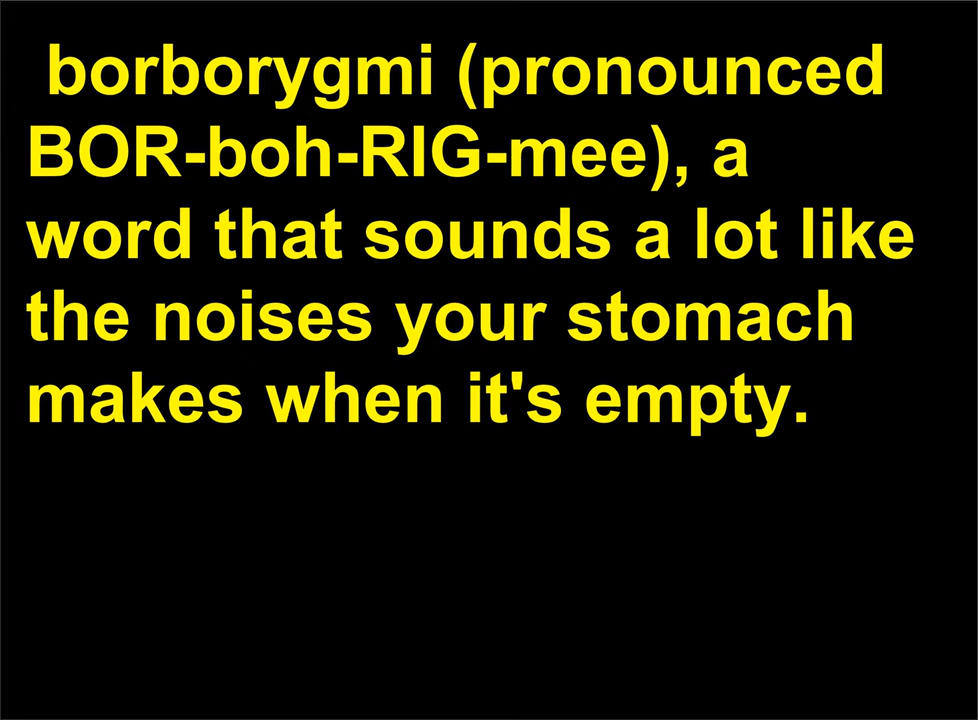 borborygmi (pronounced
BOR-boh-RIG-mee), a
word that sounds a lot like
the noises your stomach
makes when it's empty.